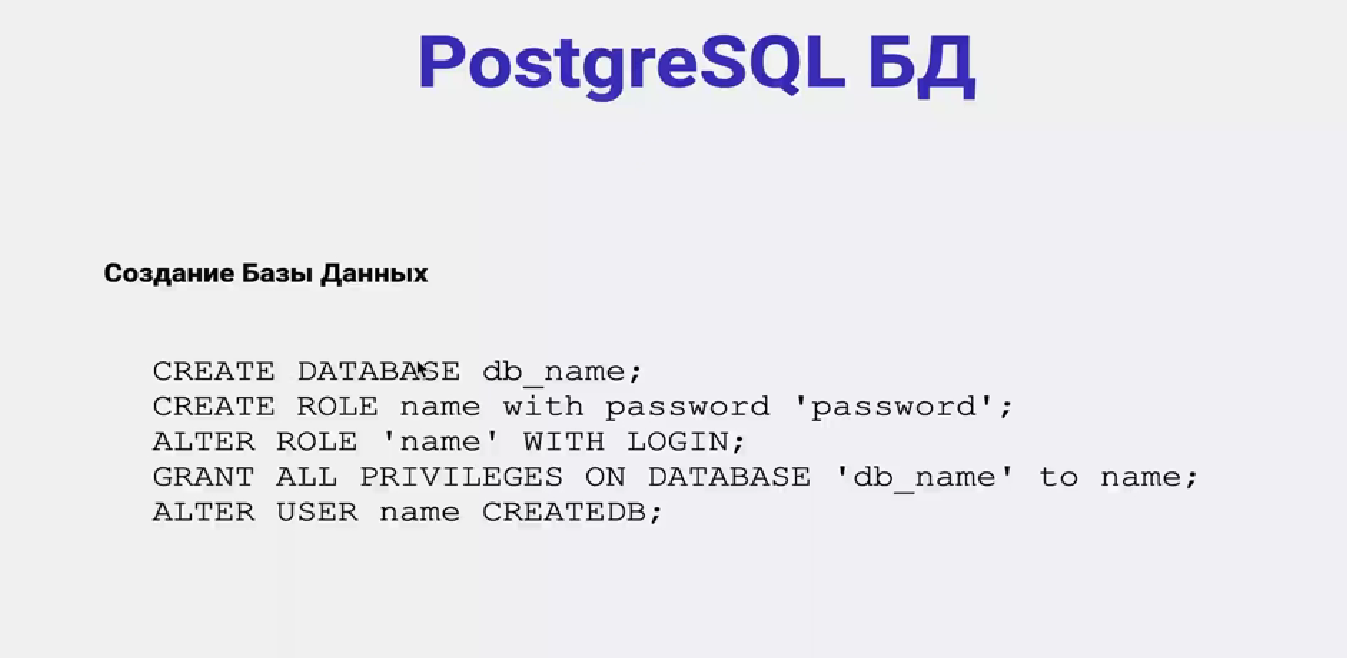 PostgreSQL БД
Создание Базы Данных
CREATE DATABASE db_name;
CREATE ROLE name with password 'password';
ALTER ROLE 'name' WITH LOGIN;
GRANT ALL PRIVILEGES ON DATABASE 'db_name' to name;
ALTER USER name CREATEDB;